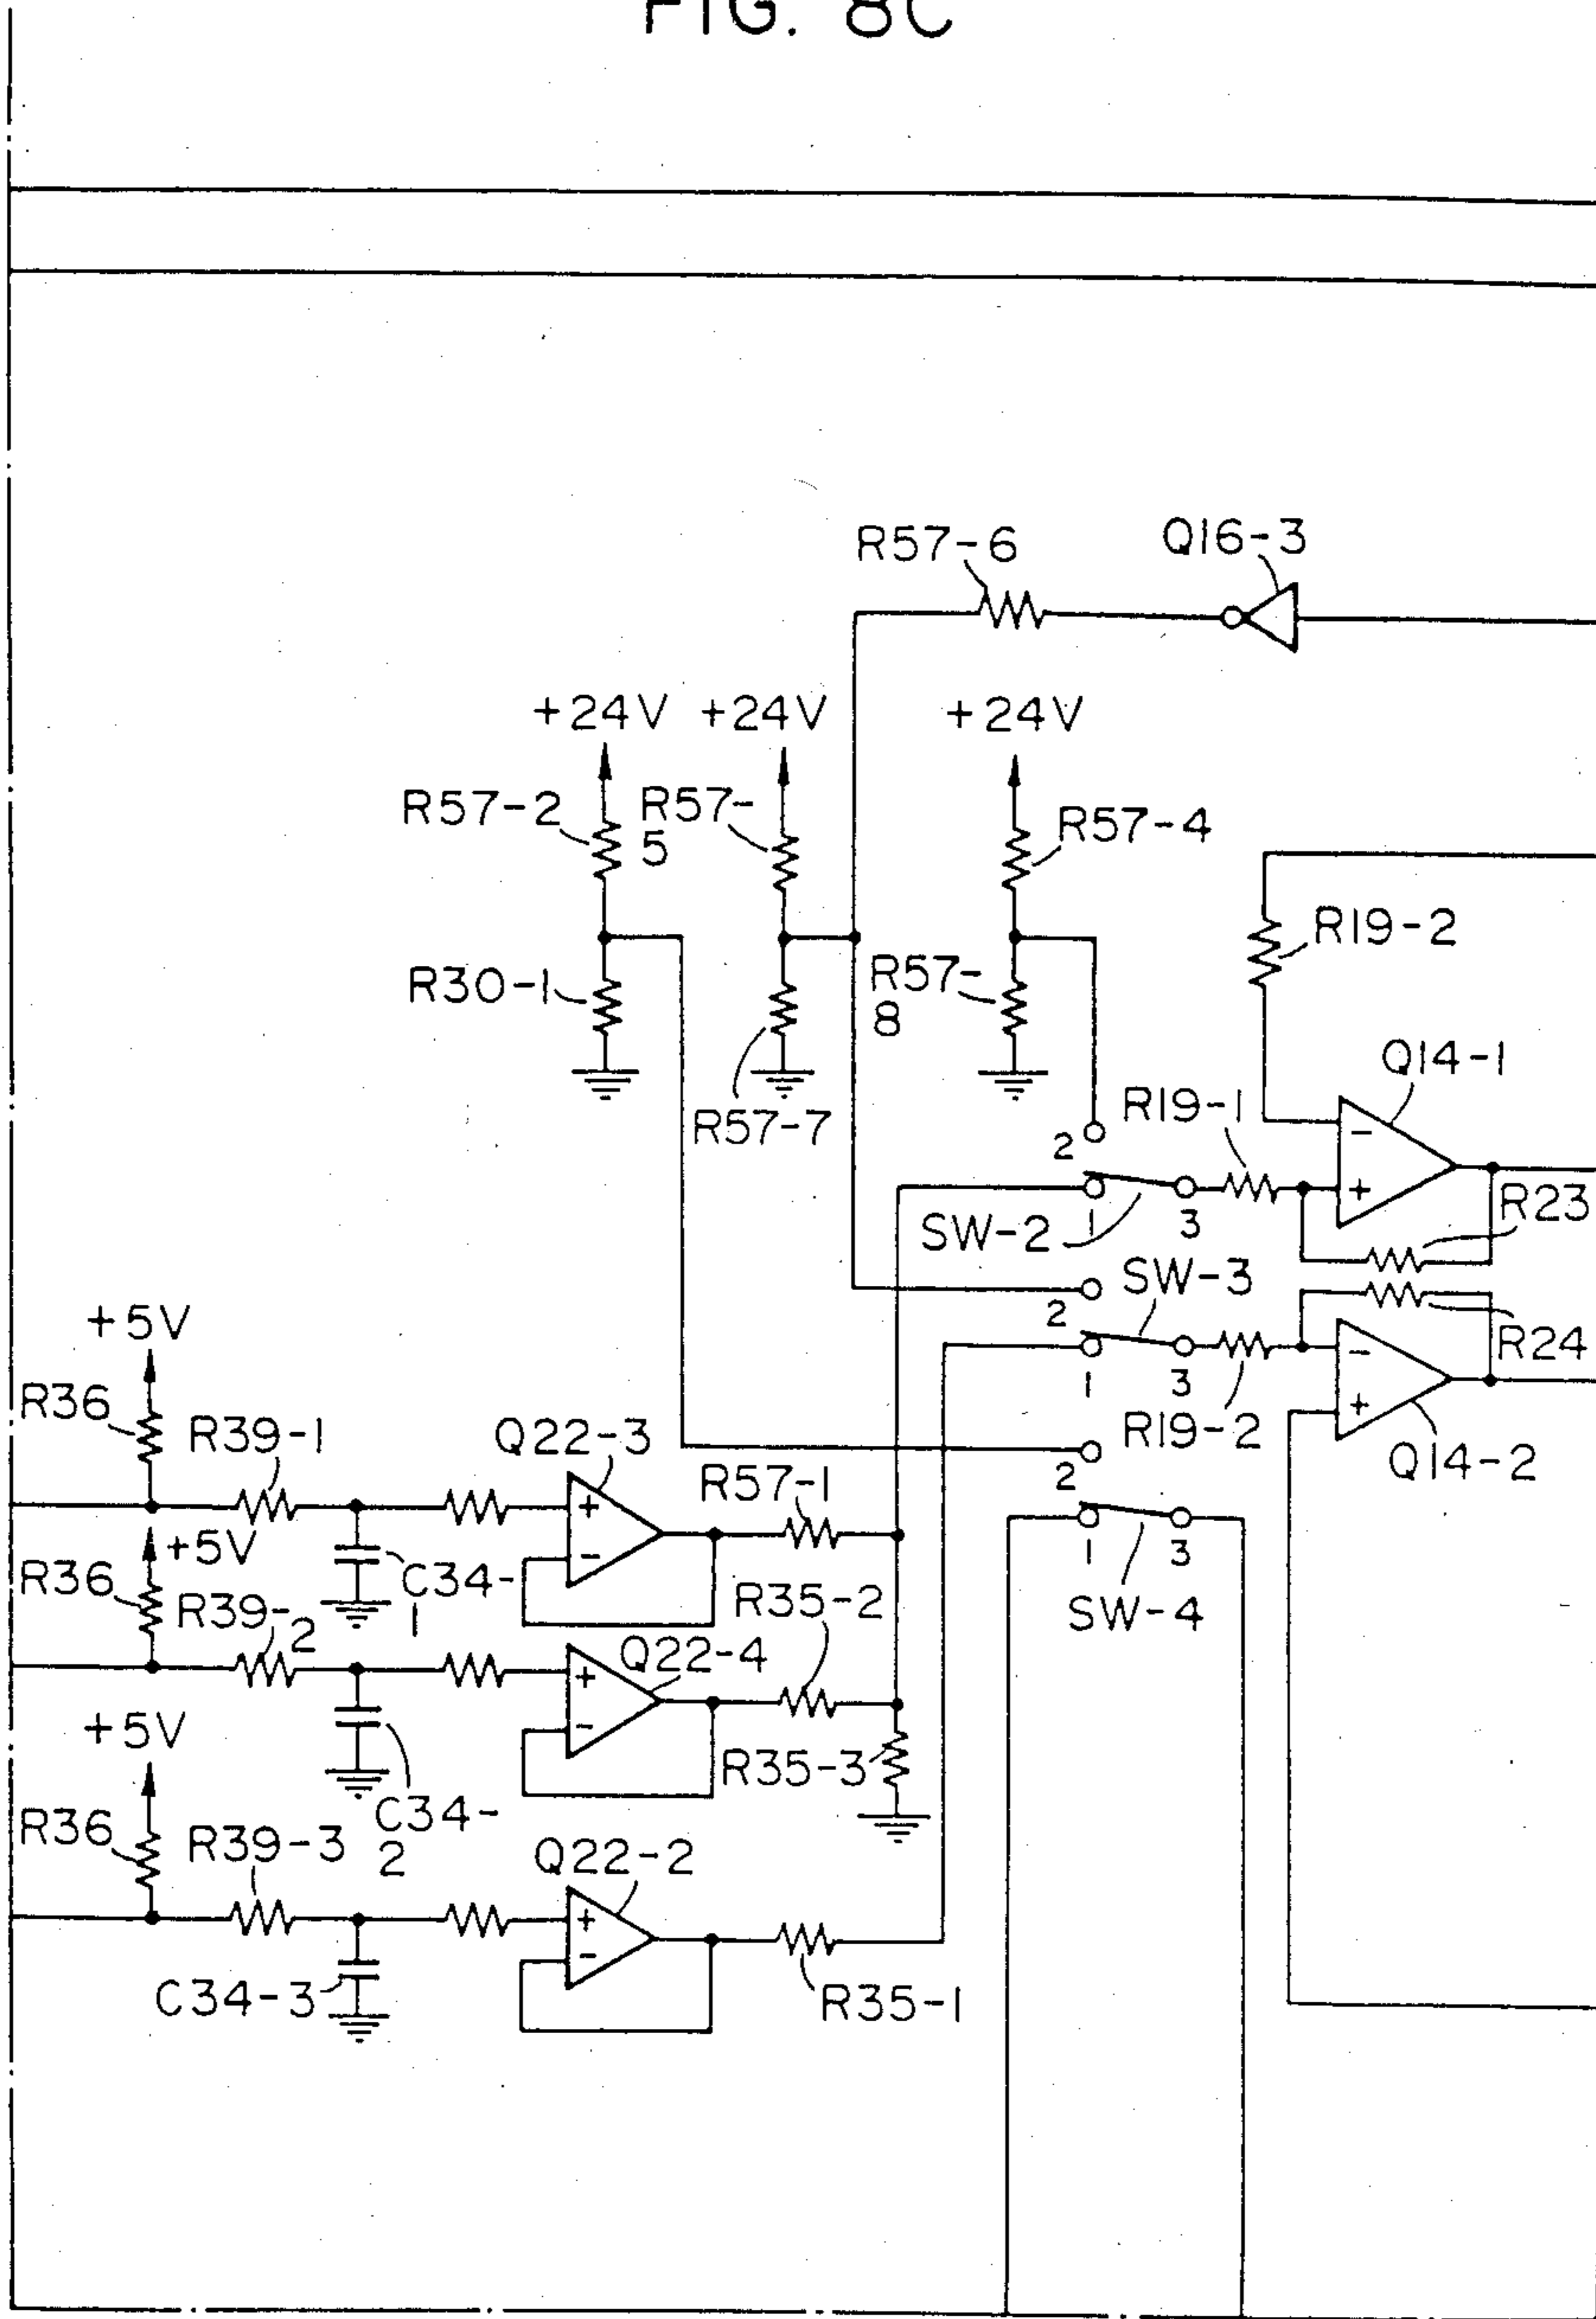 FIG. 8C
R57-6
Q16-3
+24V
+24V
+24V
R57-2
R57-
5
R57-4
R19-2
R30-1
R57-
8
Q14-1
R57-7
R19-1
2
-
+
R23
SW-2
1
3
SW-3
2
+5V
R24
-
+
1
3
R19-2
R36
R39-1
Q22-3
Q14-2
2
R57-1
+
-
+5V
1
3
R36
C34-
1
R39-
2
R35-2
SW-4
Q22-4
+
-
+5V
R35-3
C34-
2
R36
R39-3
Q22-2
+
-
C34-3
R35-1